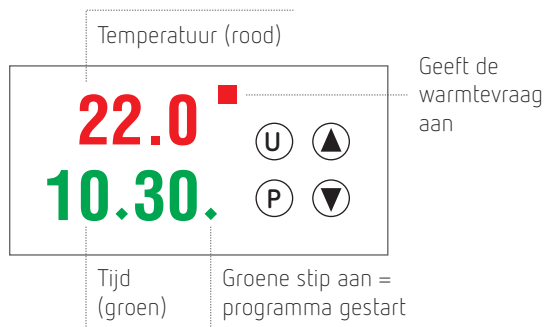 Temperatuur (rood)
Geeft de
warmtevraag
aan
22.0
U
10.30.
P
Tijd
(groen)
Groene stip aan =
programma gestart